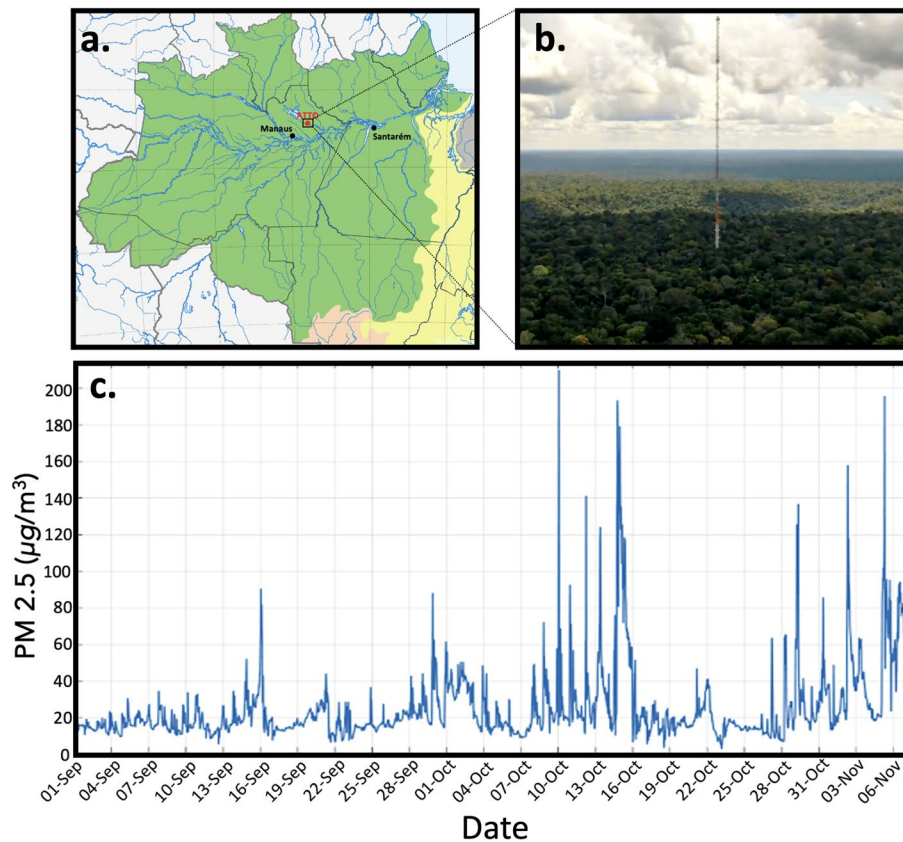 a.
ATTO
Manaus
Santarém
b.
c.
PM 2.5 (µg/m³)
200
180
160
140
120
100
80
60
40
20
0
01-Sep
04-Sep
07-Sep
10-Sep
13-Sep
16-Sep
19-Sep
22-Sep
25-Sep
28-Sep
01-Oct
04-Oct
07-Oct
10-Oct
13-Oct
16-Oct
19-Oct
22-Oct
25-Oct
28-Oct
31-Oct
03-Nov
06-Nov
Date